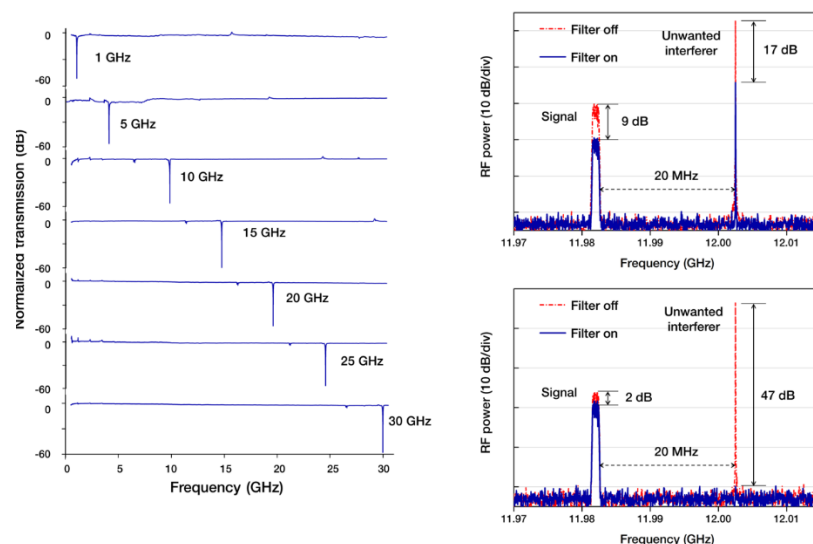 Normalized transmission (dB)
0
-60
1 GHz
0
-60
5 GHz
0
-60
10 GHz
0
-60
15 GHz
0
-60
20 GHz
0
-60
25 GHz
0
-60
30 GHz
0 5 10 15 20 25 30
Frequency (GHz)
RF power (10 dB/div)
Filter off
Filter on
Unwanted
interferer
17 dB
Signal
9 dB
20 MHz
11.97 11.98 11.99 12.00 12.01
Frequency (GHz)
RF power (10 dB/div)
Filter off
Filter on
Unwanted
interferer
Signal
2 dB
47 dB
20 MHz
11.97 11.98 11.99 12.00 12.01
Frequency (GHz)